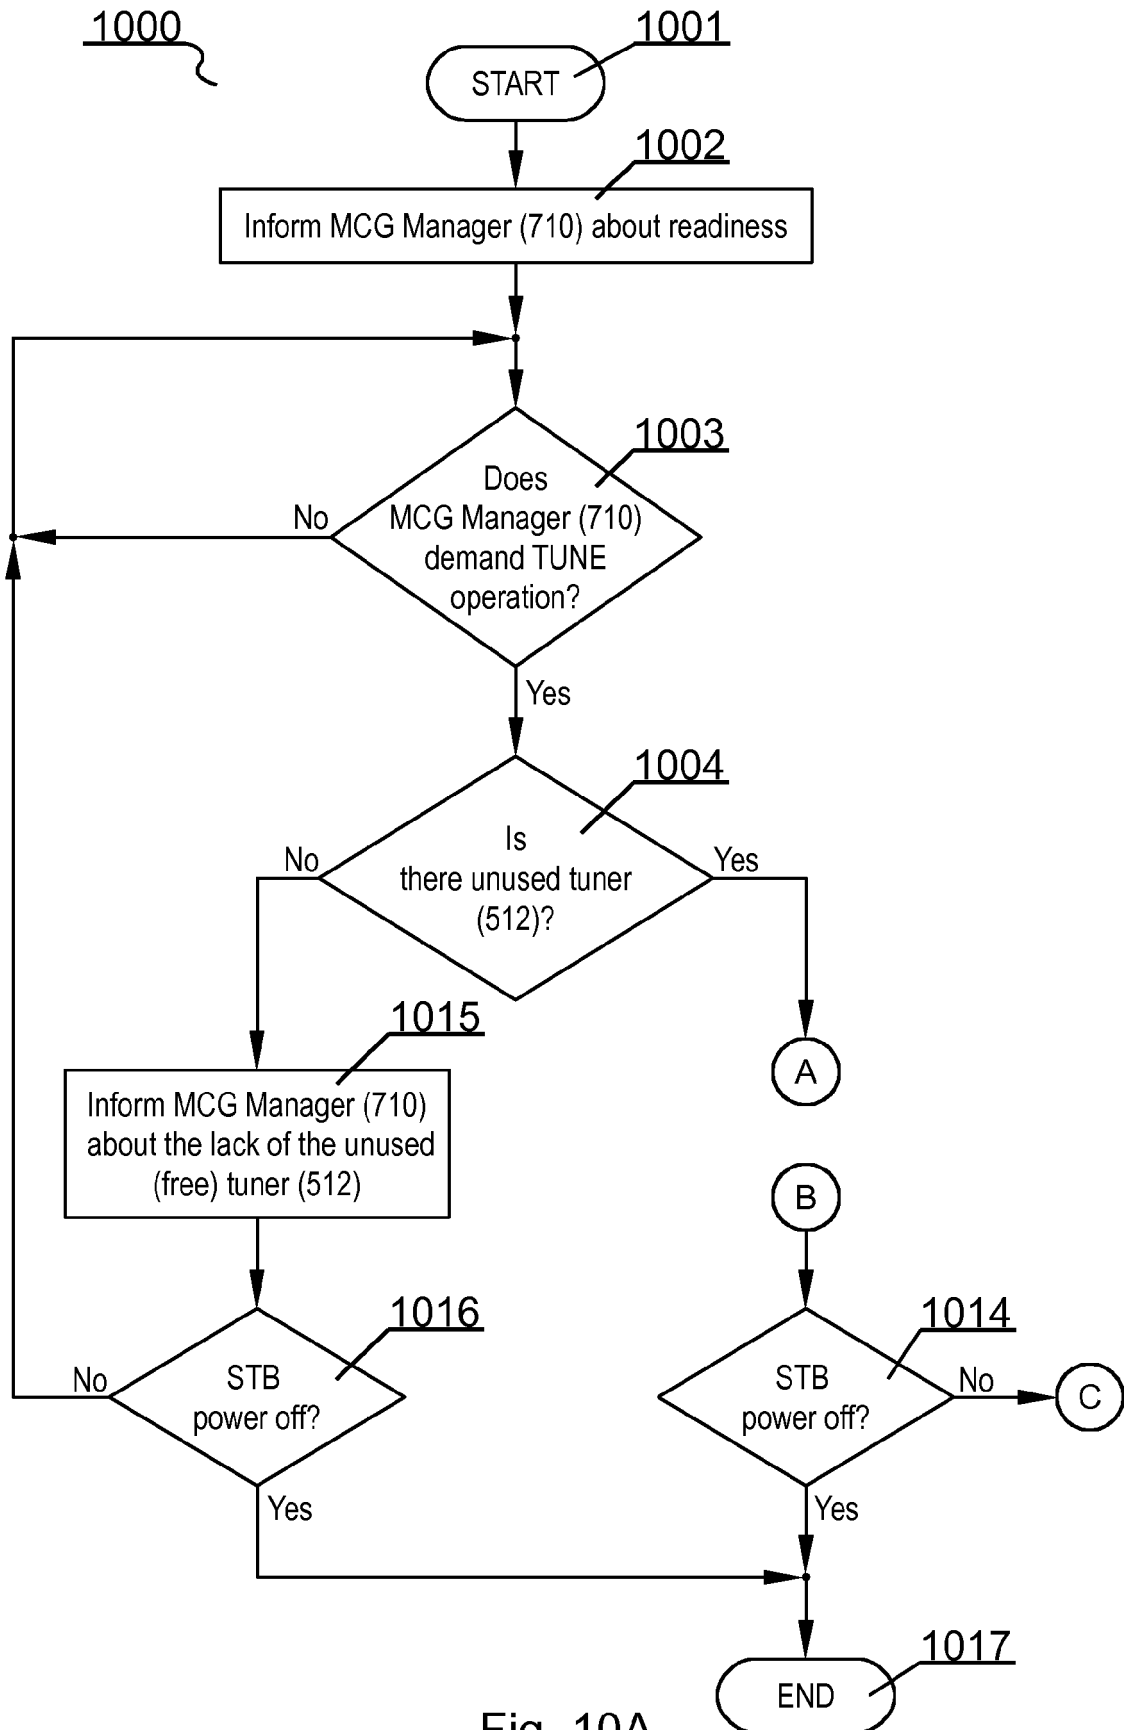 1000
1001
START
1002
Inform MCG Manager (710) about readiness
1003
Does
MCG Manager (710)
demand TUNE
operation?
No
Yes
1004
Is
there unused tuner
(512)?
No
Yes
1015
A
Inform MCG Manager (710)
about the lack of the unused
(free) tuner (512)
B
1016
1014
STB
power off?
No
Yes
STB
power off?
No
C
Yes
1017
END
Fig. 10A